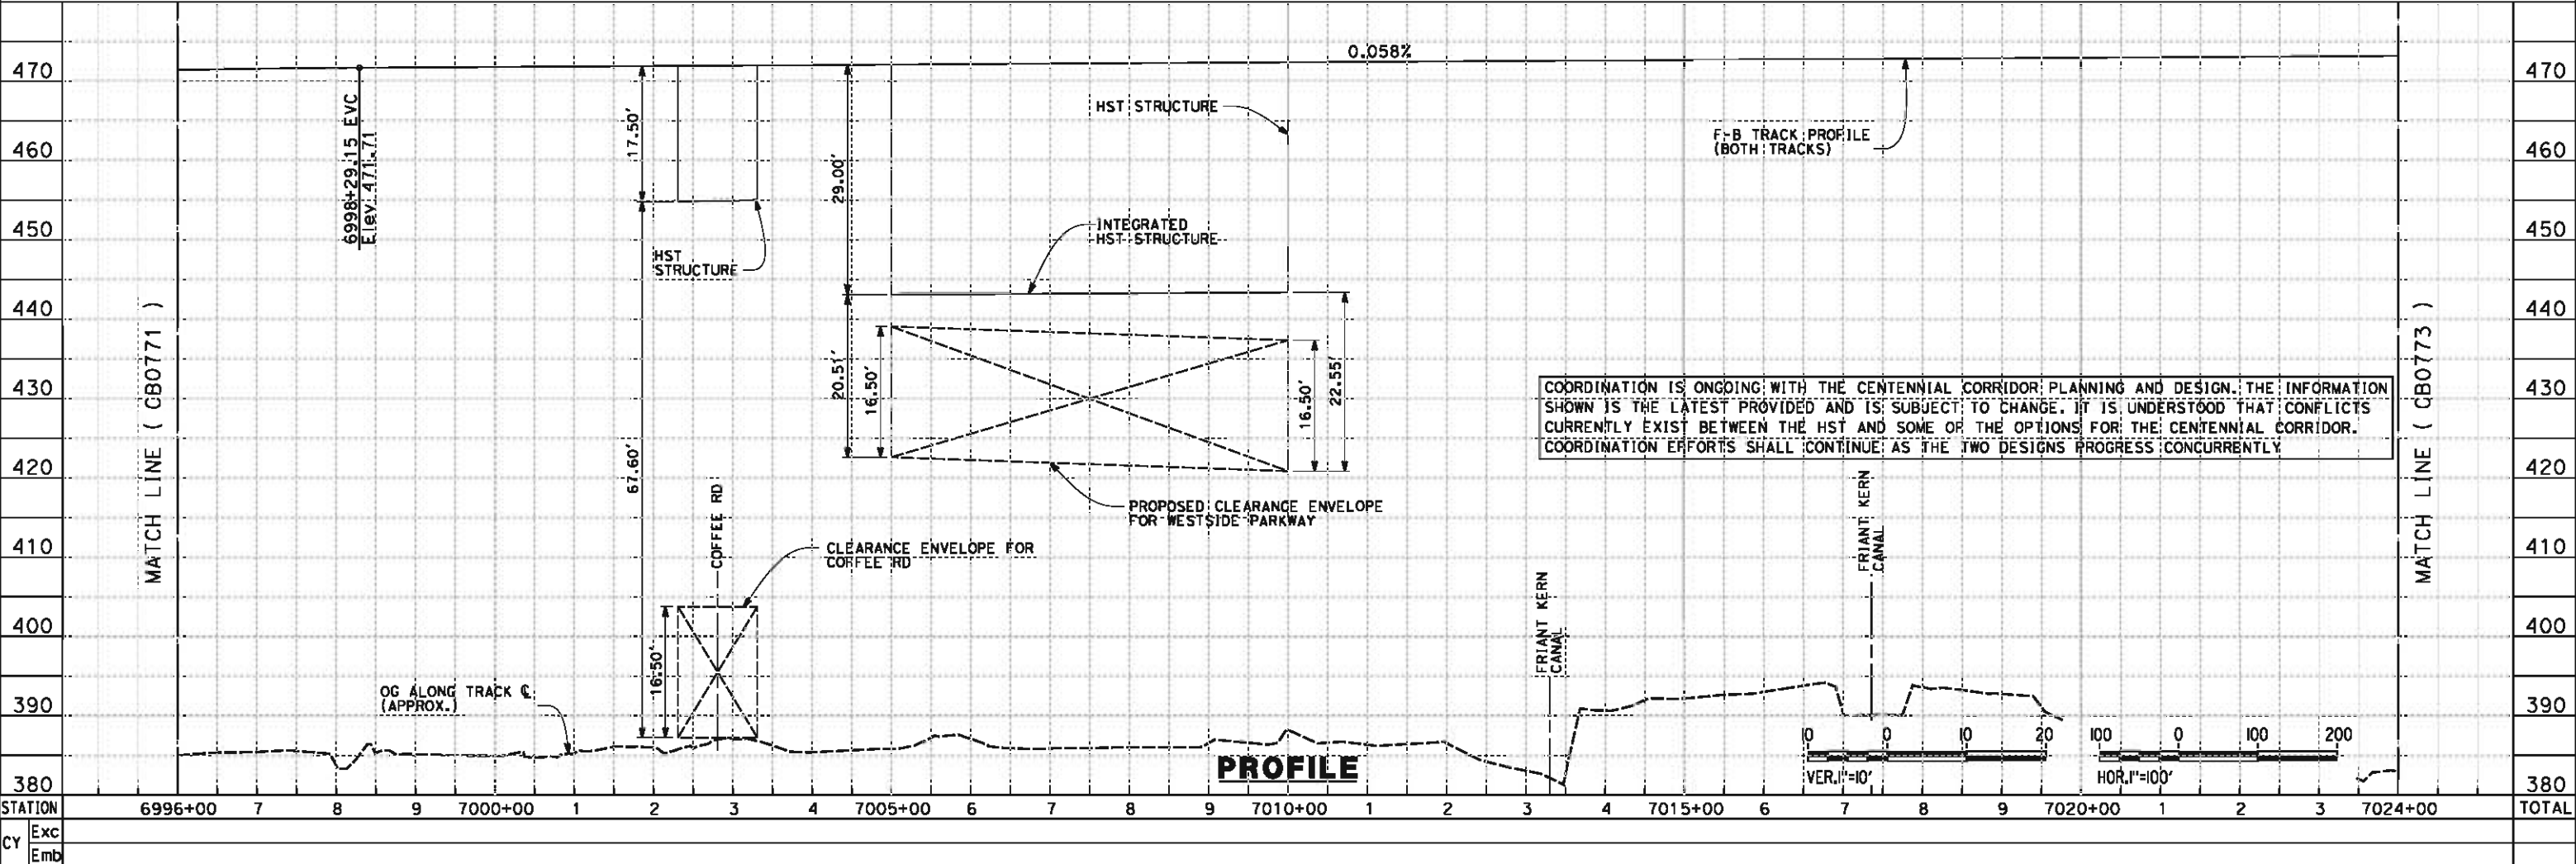 0.058%
470
460
450
440
430
420
410
400
390
380
470
460
450
440
430
420
410
400
390
380
MATCH LINE ( CB0771 )
6998+29.15 EVC
Elev 471.71
17.50'
HST
STRUCTURE
67.60'
29.00'
20.51'
16.50'
HST STRUCTURE
INTEGRATED
HST STRUCTURE
16.50'
22.55'
PROPOSED CLEARANCE ENVELOPE
FOR WESTSIDE PARKWAY
COFFEE RD
CLEARANCE ENVELOPE FOR
COFFEE RD
16.50'
OG ALONG TRACK ℄
(APPROX.)
F-B TRACK PROFILE
(BOTH TRACKS)
COORDINATION IS ONGOING WITH THE CENTENNIAL CORRIDOR PLANNING AND DESIGN. THE INFORMATION
SHOWN IS THE LATEST PROVIDED AND IS SUBJECT TO CHANGE. IT IS UNDERSTOOD THAT CONFLICTS
CURRENTLY EXIST BETWEEN THE HST AND SOME OF THE OPTIONS FOR THE CENTENNIAL CORRIDOR.
COORDINATION EFFORTS SHALL CONTINUE AS THE TWO DESIGNS PROGRESS CONCURRENTLY
FRIANT KERN
CANAL
FRIANT KERN
CANAL
MATCH LINE ( CB0773 )
10 0 10 20
VER.1"=10'
100 0 100 200
HOR.1"=100'
PROFILE
STATION 6996+00 7 8 9 7000+00 1 2 3 4 7005+00 6 7 8 9 7010+00 1 2 3 4 7015+00 6 7 8 9 7020+00 1 2 3 7024+00 TOTAL
CY
Exc
Emb